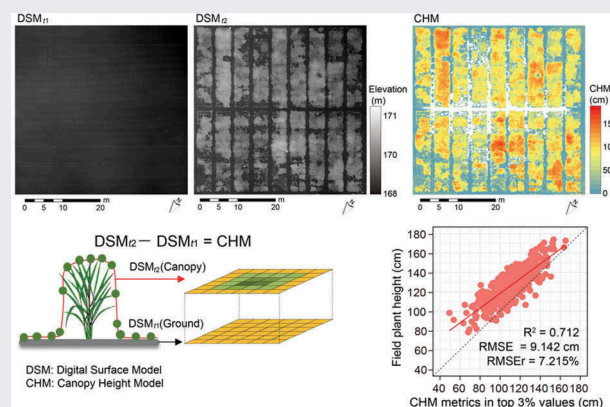 DSMt1
DSMt2
CHM
Elevation
(m)
171
170
168
CHM
(cm)
150
100
50
0
0 5 10 20 m
0 5 10 20 m
0 5 10 20 m
N
N
N
DSMt2 – DSMt1 = CHM
DSMt2(Canopy)
DSMt1(Ground)
DSM: Digital Surface Model
CHM: Canopy Height Model
Field plant height (cm)
180
160
140
120
100
80
60
40
R² = 0.712
RMSE = 9.142 cm
RMSEr = 7.215%
40 60 80 100 120 140 160 180
CHM metrics in top 3% values (cm)